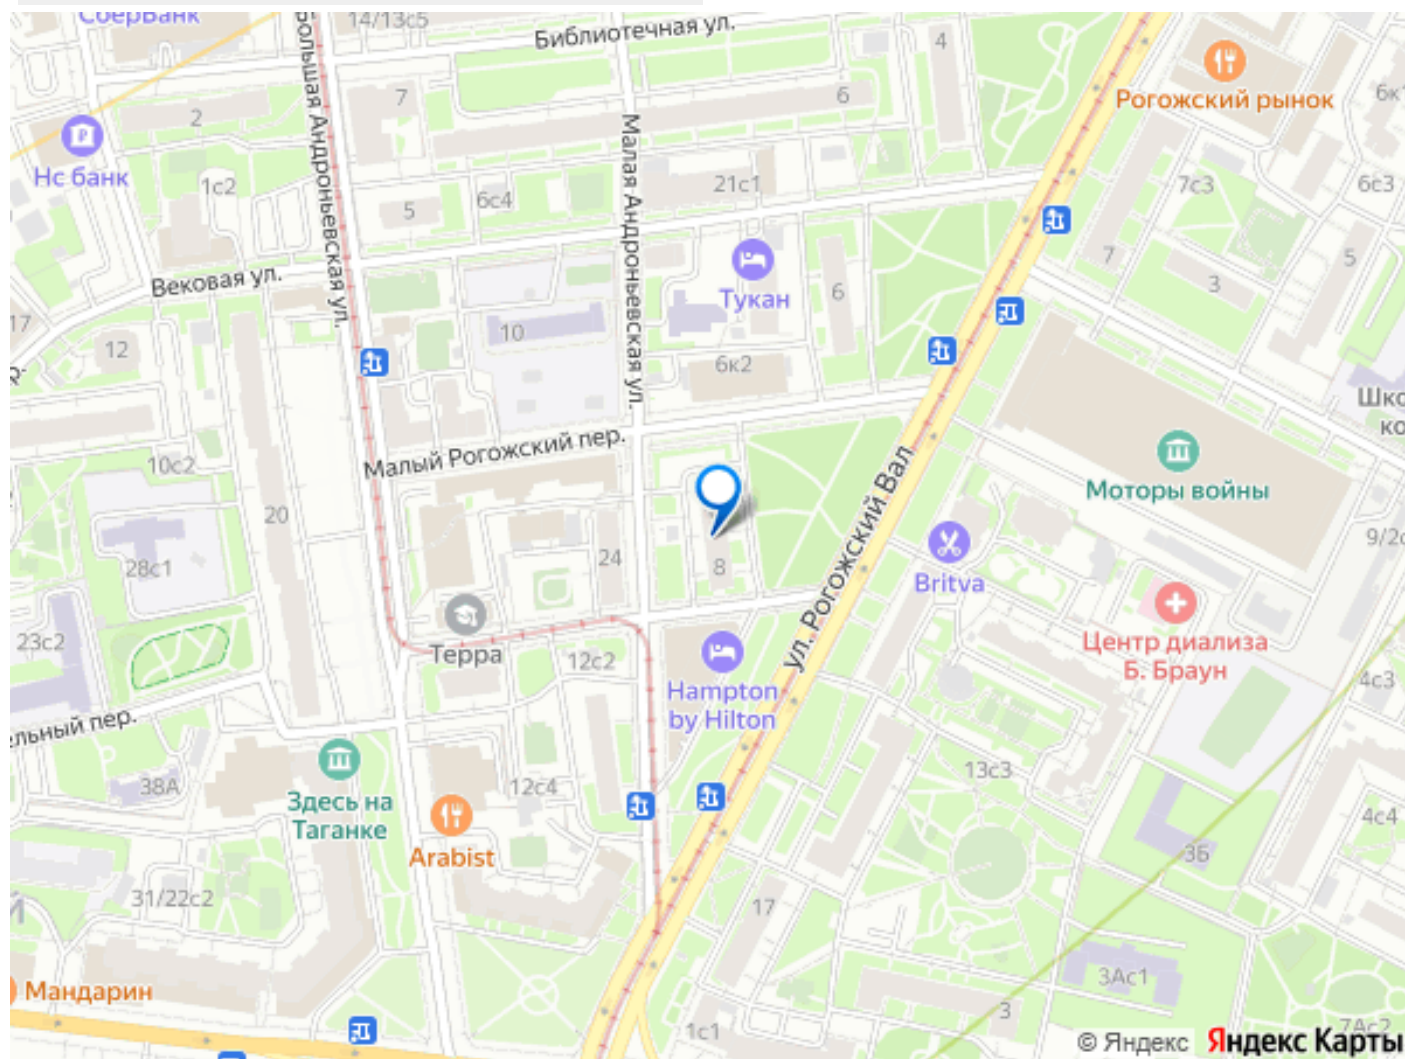 СберБанк
14/13с5
Библиотечная ул.
4
Рогожский рынок
6к
7
6
2
Большая Андроньевская ул.
Малая Андроньевская ул.
Нс банк
1с2
5
6с4
21с1
7с3
6с3
7
3
5
Вековая ул.
Тукан
6
10
17
12
6к2
Шко
ко
Малый Рогожский пер.
10с2
20
ул. Рогожский Вал
Моторы войны
9/2с
28с1
24
8
Britva
23с2
Терра
12с2
Центр диализа
Б. Браун
Hampton
by Hilton
4с3
ельный пер.
38А
Здесь на
Таганке
12с4
13с3
4с4
Arabist
3Б
31/22с2
17
Й
Мандарин
3Ас1
3
1с1
7Ас2
© Яндекс Яндекс Карты